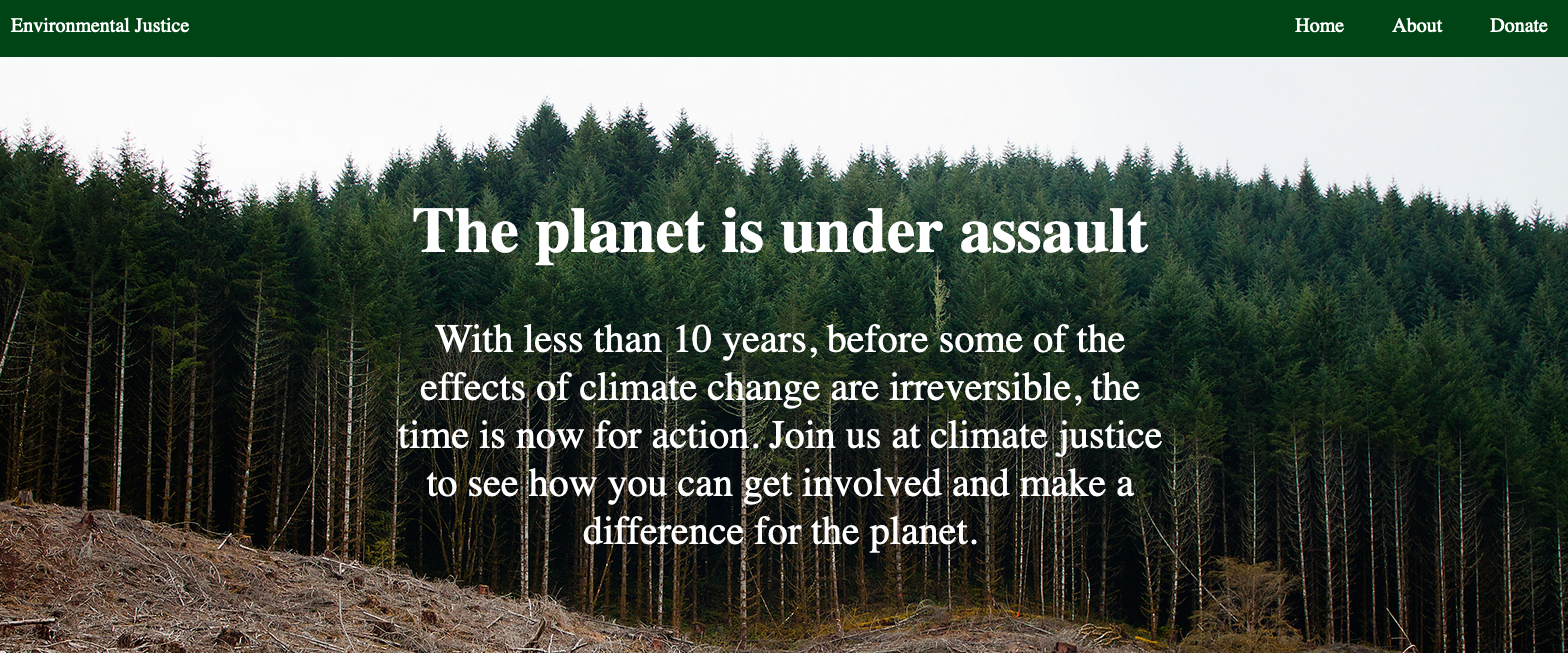 Environmental Justice
Home
About
Donate
The planet is under assault
With less than 10 years, before some of the
effects of climate change are irreversible, the
time is now for action. Join us at climate justice
to see how you can get involved and make a
difference for the planet.